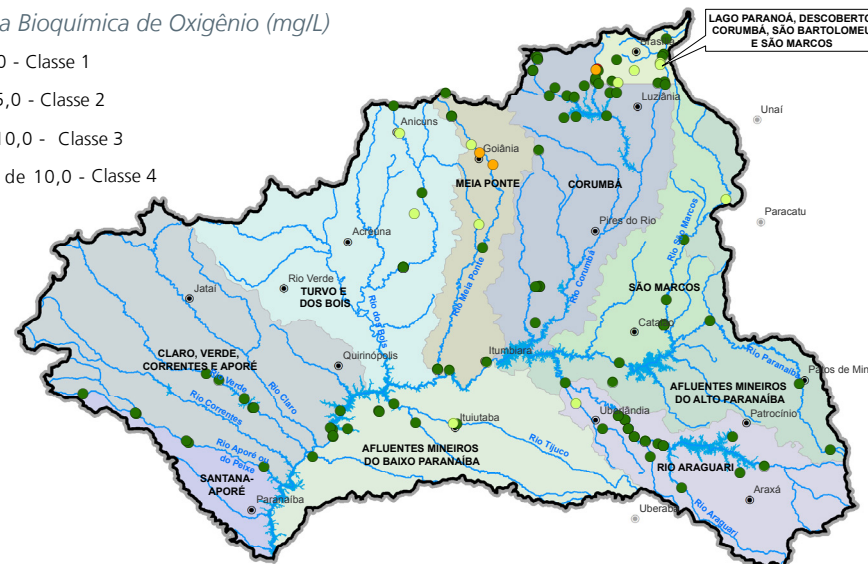 a Bioquímica de Oxigênio (mg/L)
0 - Classe 1
5,0 - Classe 2
10,0 - Classe 3
de 10,0 - Classe 4
LAGO PARANOÁ, DESCOBERTO
CORUMBÁ, SÃO BARTOLOMEU
E SÃO MARCOS
Brasília
Luziânia
Unaí
Anicuns
Goiânia
MEIA PONTE
CORUMBÁ
Paracatu
Pires do Rio
Acreúna
Rio São Marcos
Rio Verde
TURVO E
DOS BOIS
Jataí
Rio dos Bois
Rio Meia Ponte
Rio Corumbá
SÃO MARCOS
Catalão
CLARO, VERDE,
CORRENTES E APORÉ
Quirinópolis
Itumbiara
Rio Paranaíba
Patos de Min
Rio Verde
Rio Claro
Rio Correntes
AFLUENTES MINEIROS
DO ALTO PARANAÍBA
Ituiutaba
Uberlândia
Patrocínio
Rio Aporé ou
do Peixe
AFLUENTES MINEIROS
DO BAIXO PARANAÍBA
Rio Tijuco
RIO ARAGUARI
SANTANA-
APORÉ
Paranaíba
Araxá
Uberaba
Rio Araguari